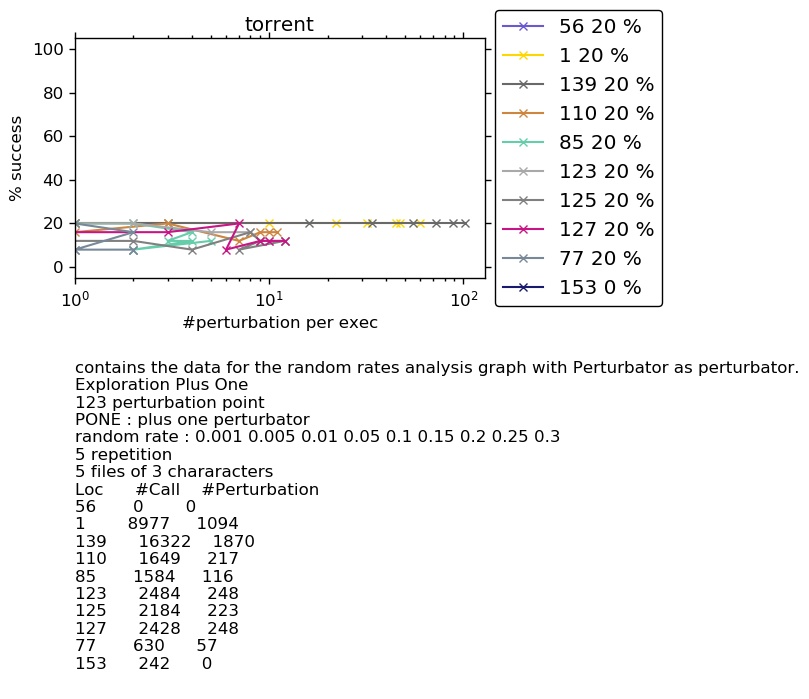 torrent
100
80
60
40
20
0
% success
10^0
10^1
10^2
#perturbation per exec
56 20 %
1 20 %
139 20 %
110 20 %
85 20 %
123 20 %
125 20 %
127 20 %
77 20 %
153 0 %
contains the data for the random rates analysis graph with Perturbator as perturbator.
Exploration Plus One
123 perturbation point
PONE : plus one perturbator
random rate : 0.001 0.005 0.01 0.05 0.1 0.15 0.2 0.25 0.3
5 repetition
5 files of 3 chararacters
Loc #Call #Perturbation
56 0 0
1 8977 1094
139 16322 1870
110 1649 217
85 1584 116
123 2484 248
125 2184 223
127 2428 248
77 630 57
153 242 0